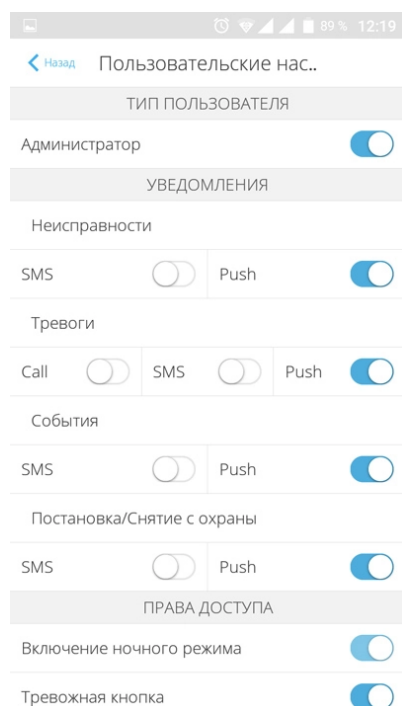 89 % 12:19
Назад Пользовательские нас..
ТИП ПОЛЬЗОВАТЕЛЯ
Администратор
УВЕДОМЛЕНИЯ
Неисправности
SMS Push
Тревоги
Call SMS Push
События
SMS Push
Постановка/Снятие с охраны
SMS Push
ПРАВА ДОСТУПА
Включение ночного режима
Тревожная кнопка